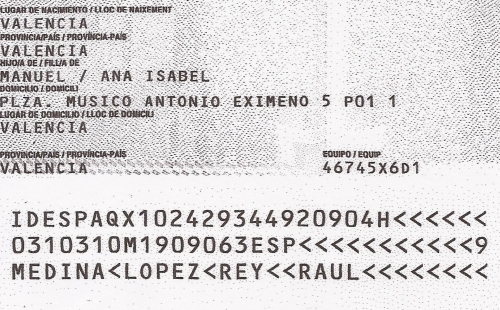 LUGAR DE NACIMIENTO / LLOC DE NAIXEMENT
VALENCIA
PROVINCIA/PAÍS / PROVÍNCIA-PAÍS
VALENCIA
HIJO/A DE / FILL/A DE
MANUEL / ANA ISABEL
DOMICILIO / DOMICILI
PLZA. MUSICO ANTONIO EXIMENO 5 P01 1
LUGAR DE DOMICILIO / LLOC DE DOMICILI
VALENCIA
PROVINCIA/PAÍS / PROVÍNCIA-PAÍS EQUIPO / EQUIP
VALENCIA 46745X6D1
IDESPAQX102429344920904H<<<<<<
0310310M1909063ESP<<<<<<<<<<<9
MEDINA<LOPEZ<REY<<RAUL<<<<<<<<